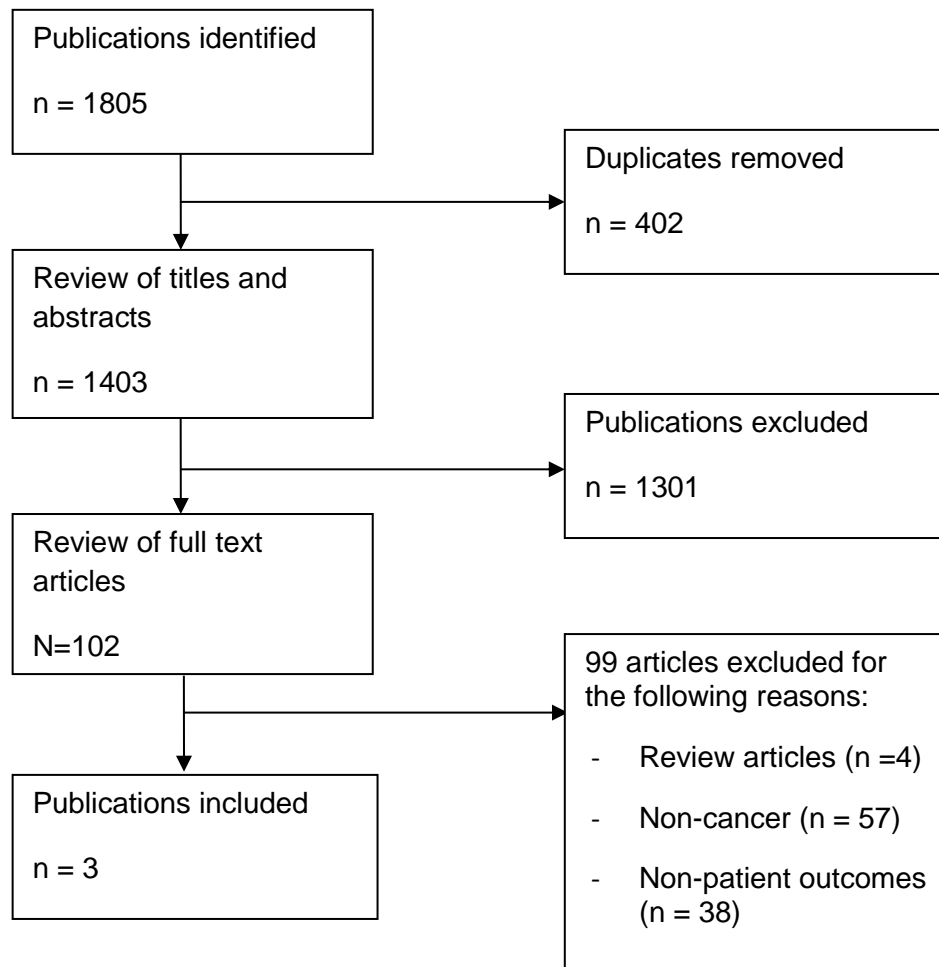 Publications identified
n = 1805
Duplicates removed
n = 402
Review of titles and
abstracts
n = 1403
Publications excluded
n = 1301
Review of full text
articles
N=102
99 articles excluded for
the following reasons:
- Review articles (n =4)
- Non-cancer (n = 57)
- Non-patient outcomes
(n = 38)
Publications included
n = 3